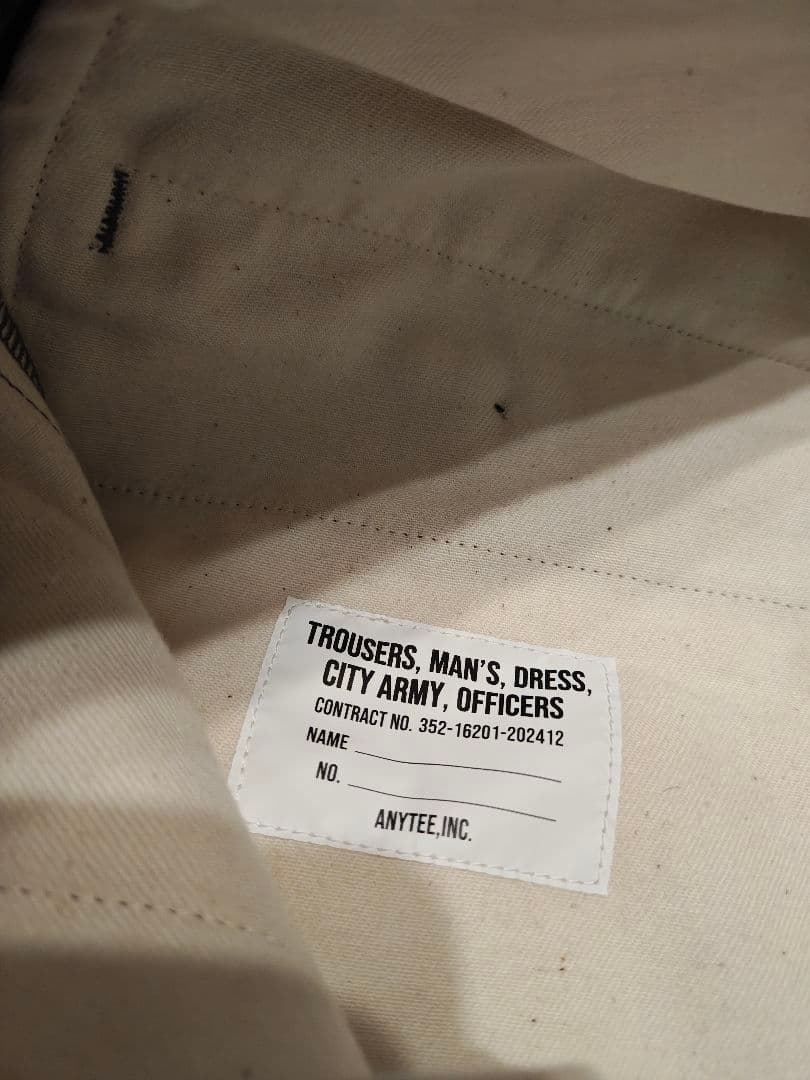 TROUSERS, MAN'S, DRESS,
CITY ARMY, OFFICERS
CONTRACT NO. 352-16201-202412
NAME
NO.
ANYTEE,INC.